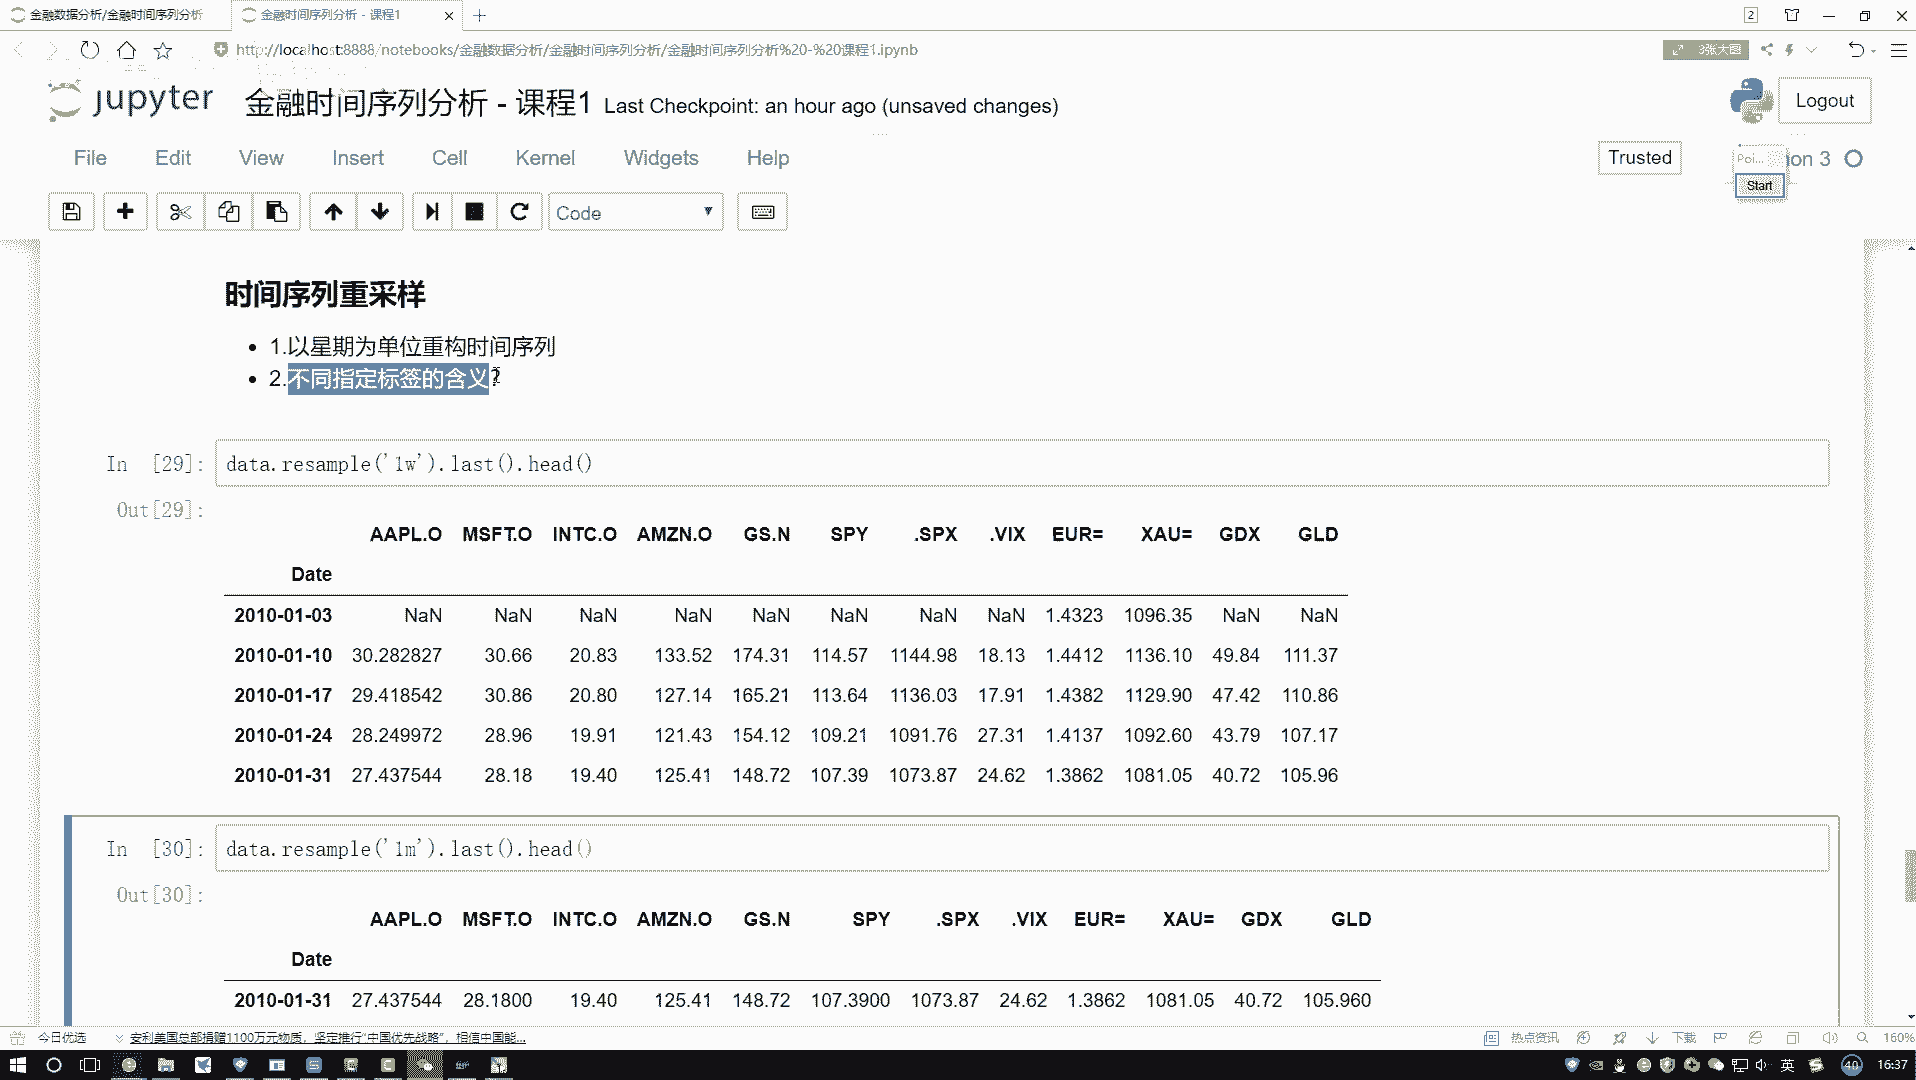 金融数据分析/金融时间序列分析
金融时间序列分析 - 课程1
2
http://localhost:8888/notebooks/金融数据分析/金融时间序列分析/金融时间序列分析%20-%20课程1.ipynb
3张大图
jupyter 金融时间序列分析 - 课程1 Last Checkpoint: an hour ago (unsaved changes)
Logout
File Edit View Insert Cell Kernel Widgets Help
Trusted
Poi... ion 3
Start
Code
时间序列重采样
1.以星期为单位重构时间序列
2.不同指定标签的含义?
In [29]: data.resample('1w').last().head()
Out[29]:
AAPL.O MSFT.O INTC.O AMZN.O GS.N SPY .SPX .VIX EUR= XAU= GDX GLD
Date
2010-01-03 NaN NaN NaN NaN NaN NaN NaN NaN 1.4323 1096.35 NaN NaN
2010-01-10 30.282827 30.66 20.83 133.52 174.31 114.57 1144.98 18.13 1.4412 1136.10 49.84 111.37
2010-01-17 29.418542 30.86 20.80 127.14 165.21 113.64 1136.03 17.91 1.4382 1129.90 47.42 110.86
2010-01-24 28.249972 28.96 19.91 121.43 154.12 109.21 1091.76 27.31 1.4137 1092.60 43.79 107.17
2010-01-31 27.437544 28.18 19.40 125.41 148.72 107.39 1073.87 24.62 1.3862 1081.05 40.72 105.96
In [30]: data.resample('1m').last().head()
Out[30]:
AAPL.O MSFT.O INTC.O AMZN.O GS.N SPY .SPX .VIX EUR= XAU= GDX GLD
Date
2010-01-31 27.437544 28.1800 19.40 125.41 148.72 107.3900 1073.87 24.62 1.3862 1081.05 40.72 105.960
今日优选 安利美国总部捐赠1100万元物质，坚定推行“中国优先战略”，相信中国能...
热点资讯 下载 160%
英 40 16:37